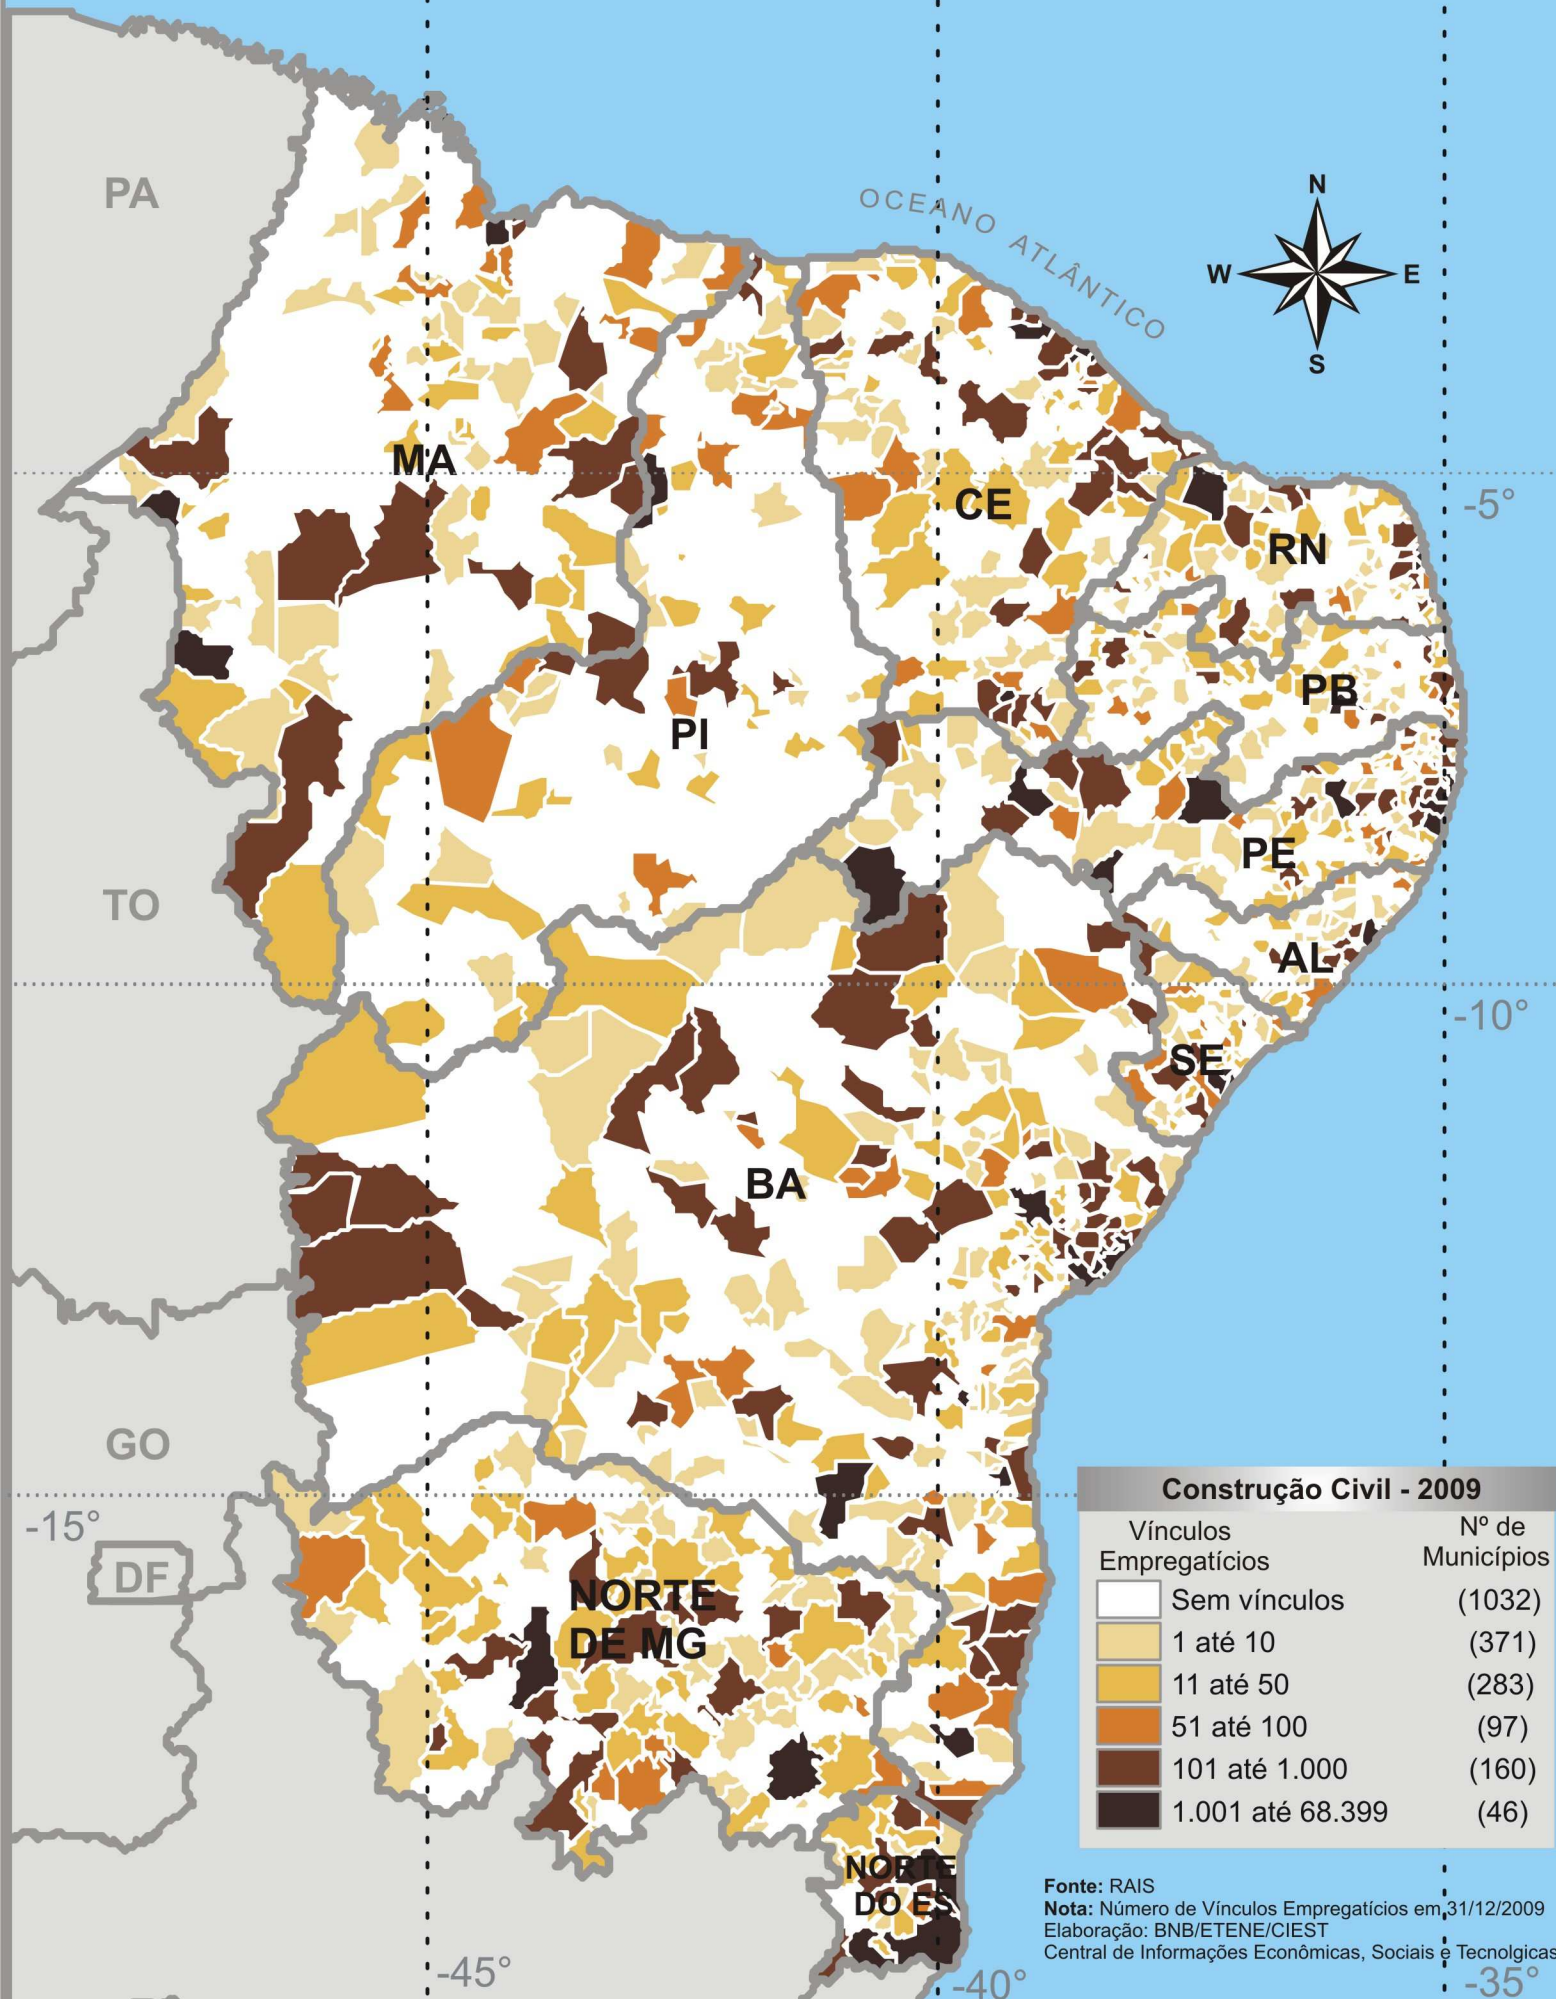 N
W
E
S
OCEANO ATLÂNTICO
PA
MA
CE
-5°
RN
PB
PI
PE
TO
AL
-10°
SE
BA
GO
-15°
DF
NORTE
DE MG
NORTE
DO ES
Construção Civil - 2009
Vínculos
Empregatícios
Nº de
Municípios
Sem vínculos (1032)
1 até 10 (371)
11 até 50 (283)
51 até 100 (97)
101 até 1.000 (160)
1.001 até 68.399 (46)
Fonte: RAIS
Nota: Número de Vínculos Empregatícios em 31/12/2009
Elaboração: BNB/ETENE/CIEST
Central de Informações Econômicas, Sociais e Tecnolgicas
-45°
-40°
-35°